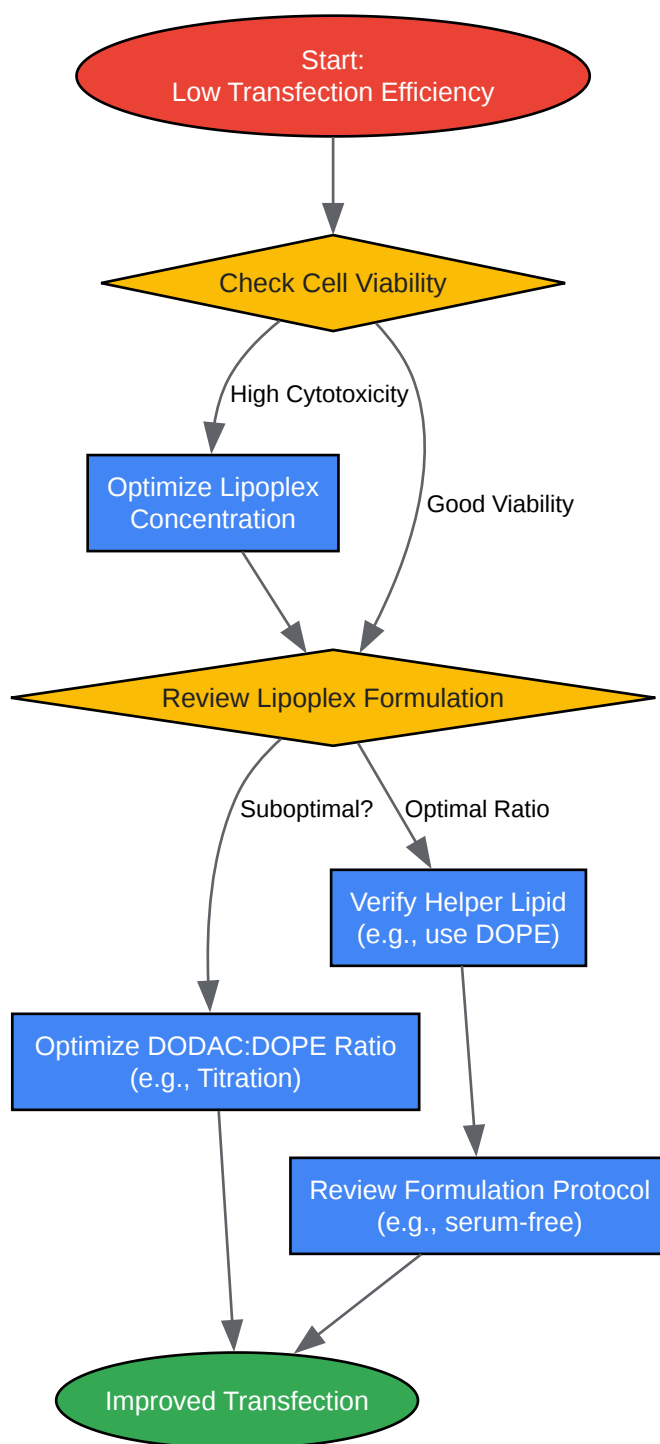 Start:
Low Transfection Efficiency
Check Cell Viability
High Cytotoxicity
Optimize Lipoplex
Concentration
Good Viability
Review Lipoplex Formulation
Suboptimal?
Optimal Ratio
Verify Helper Lipid
(e.g., use DOPE)
Optimize DODAC:DOPE Ratio
(e.g., Titration)
Review Formulation Protocol
(e.g., serum-free)
Improved Transfection